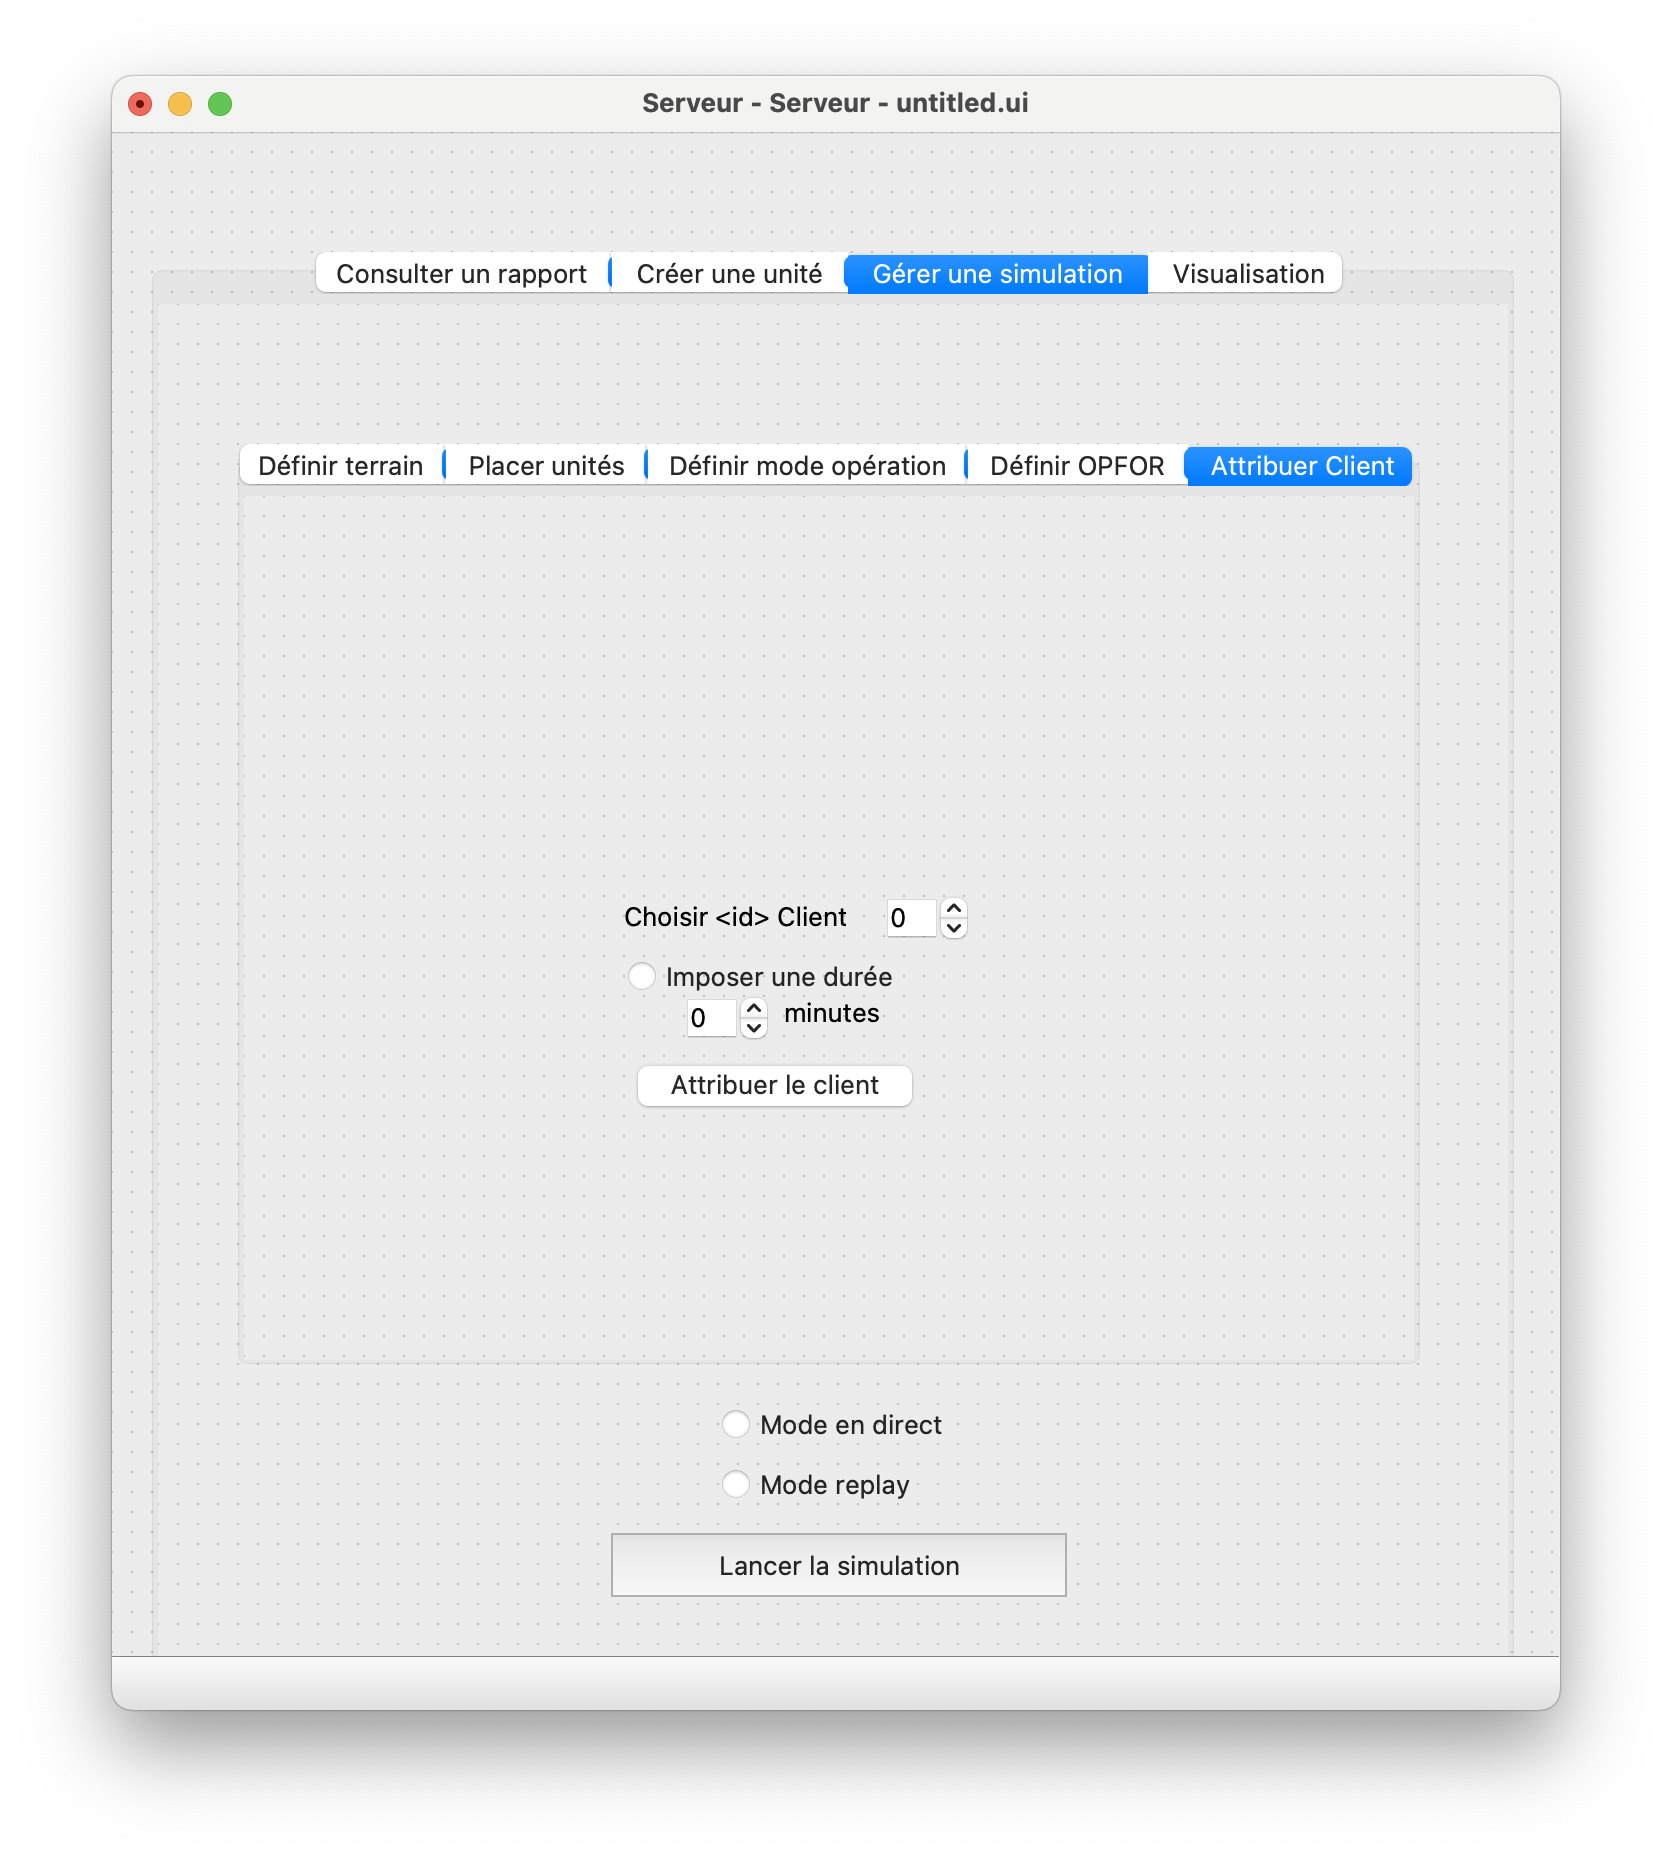 Serveur - Serveur - untitled.ui
Consulter un rapport Créer une unité Gérer une simulation Visualisation
Définir terrain Placer unités Définir mode opération Définir OPFOR Attribuer Client
Choisir <id> Client 0
Imposer une durée
0 minutes
Attribuer le client
Mode en direct
Mode replay
Lancer la simulation